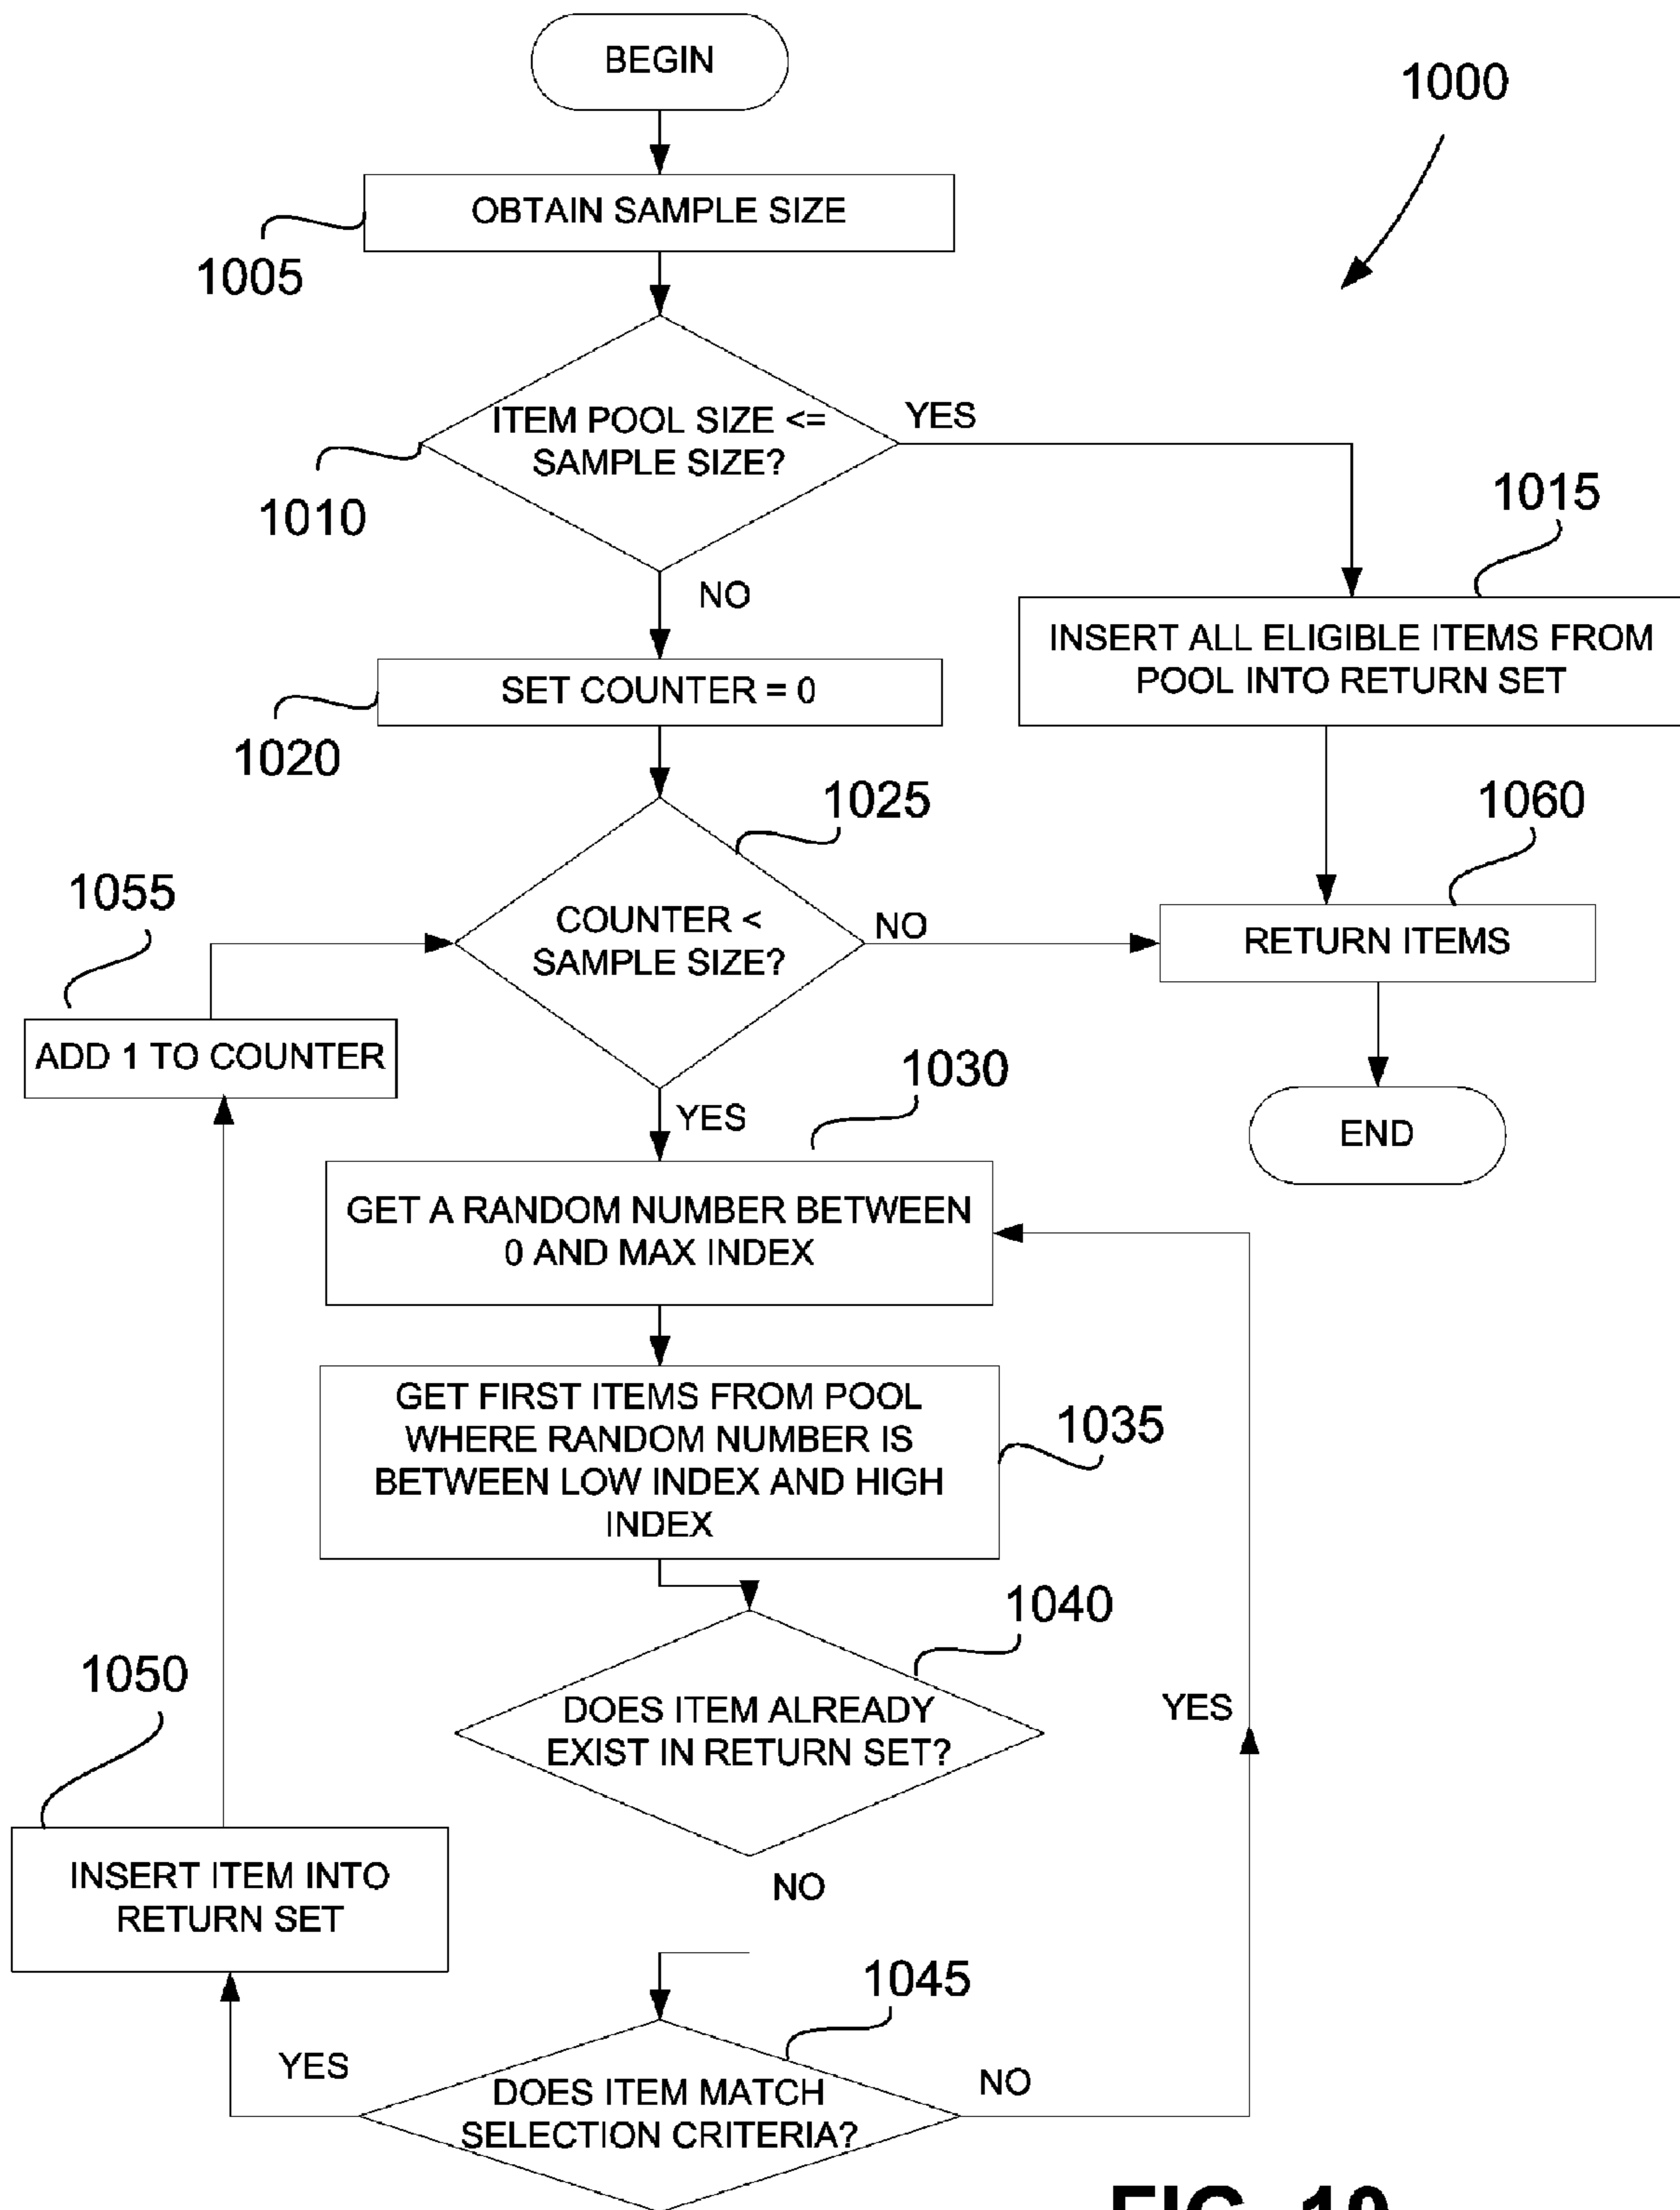 BEGIN
1000
OBTAIN SAMPLE SIZE
1005
ITEM POOL SIZE <=
SAMPLE SIZE?
YES
1010
1015
NO
INSERT ALL ELIGIBLE ITEMS FROM
POOL INTO RETURN SET
SET COUNTER = 0
1020
1025
1060
1055
COUNTER <
SAMPLE SIZE?
NO
RETURN ITEMS
ADD 1 TO COUNTER
1030
YES
END
GET A RANDOM NUMBER BETWEEN
0 AND MAX INDEX
GET FIRST ITEMS FROM POOL
WHERE RANDOM NUMBER IS
BETWEEN LOW INDEX AND HIGH
INDEX
1035
1040
1050
DOES ITEM ALREADY
EXIST IN RETURN SET?
YES
INSERT ITEM INTO
RETURN SET
NO
1045
YES
DOES ITEM MATCH
SELECTION CRITERIA?
NO
FIG. 10